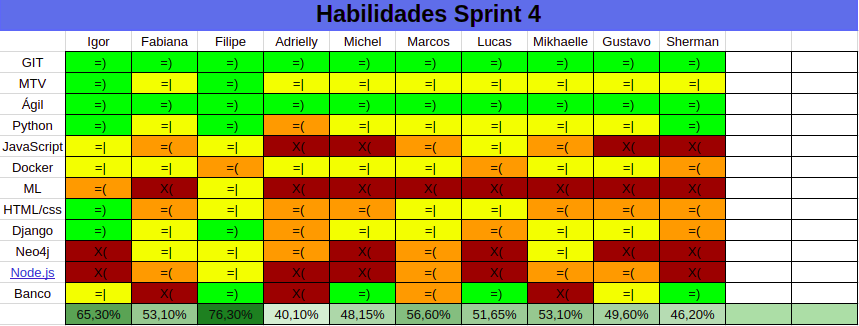 Habilidades Sprint 4
Igor Fabiana Filipe Adrielly Michel Marcos Lucas Mikhaelle Gustavo Sherman
GIT =) =) =) =) =) =) =) =) =) =)
MTV =) =| =) =| =| =| =| =| =| =|
Ágil =) =) =) =) =) =) =) =) =) =)
Python =) =| =) =( =| =| =| =| =| =)
JavaScript =| =( =| X( X( =( =| =( X( X(
Docker =| =| =( =| =| =| =( =| =| =(
ML =( X( =| X( X( X( X( X( X( X(
HTML/css =) =( =| =( =( =| =| =( =( =(
Django =) =| =) =( =| =| =( =| =| =(
Neo4j X( =| =| =( X( =( X( =| X( X(
Node.js X( =( =| X( X( =( X( =( =( X(
Banco =| X( =) X( =) =( =) X( =| =)
65,30% 53,10% 76,30% 40,10% 48,15% 56,60% 51,65% 53,10% 49,60% 46,20%